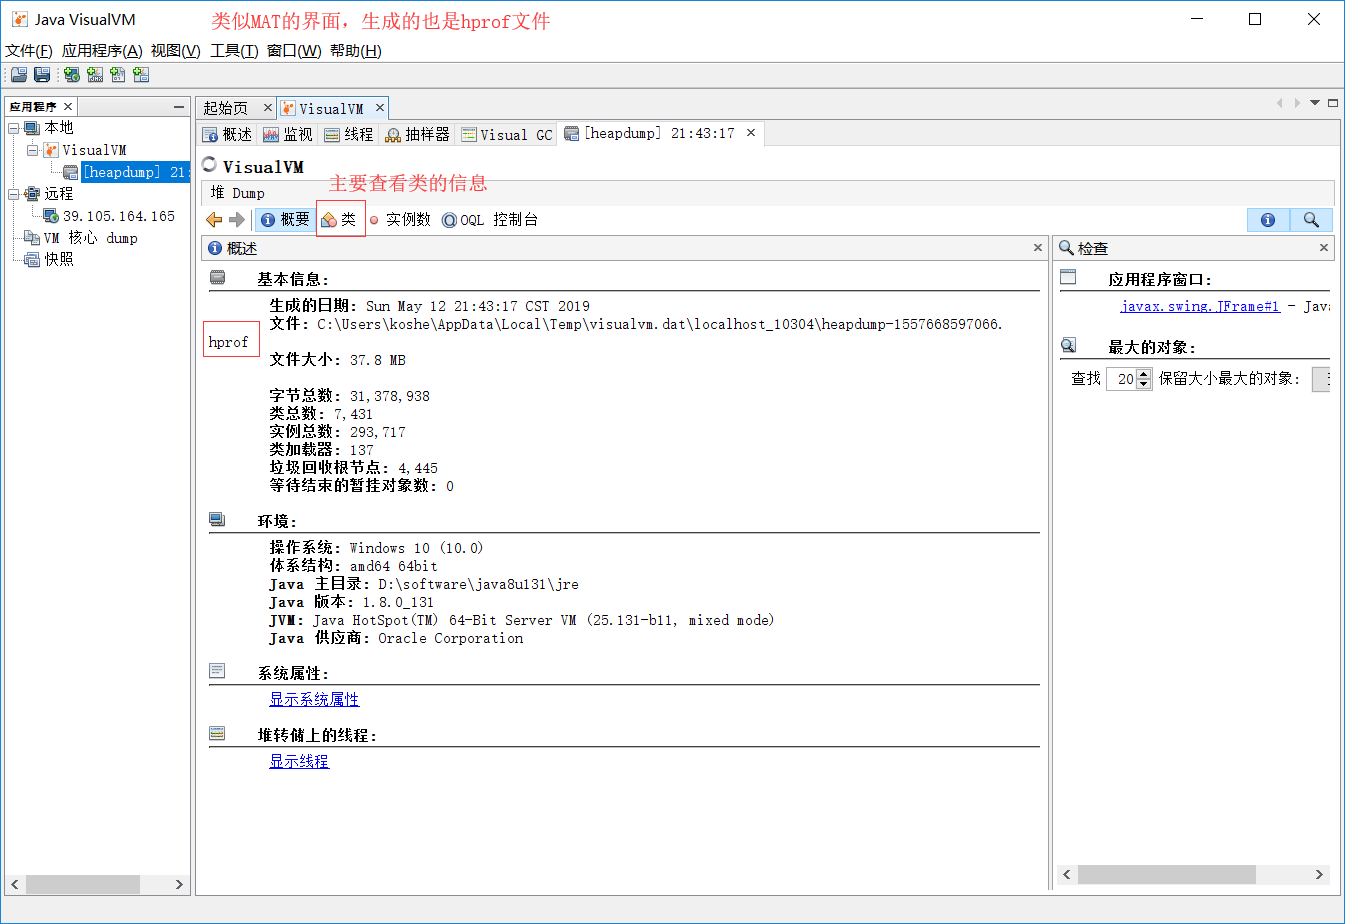 Java VisualVM
类似MAT的界面，生成的也是hprof文件
文件(F) 应用程序(A) 视图(V) 工具(T) 窗口(W) 帮助(H)
应用程序
本地
VisualVM
[heapdump] 21:
远程
39.105.164.165
VM 核心 dump
快照
起始页 VisualVM
概述 监视 线程 抽样器 Visual GC [heapdump] 21:43:17
VisualVM
主要查看类的信息
堆 Dump
概要 类 实例数 OQL 控制台
概述
基本信息:
生成的日期: Sun May 12 21:43:17 CST 2019
文件: C:\Users\koshe\AppData\Local\Temp\visualvm.dat\localhost_10304\heapdump-1557668597066.
hprof
文件大小: 37.8 MB
字节总数: 31,378,938
类总数: 7,431
实例总数: 293,717
类加载器: 137
垃圾回收根节点: 4,445
等待结束的暂挂对象数: 0
环境:
操作系统: Windows 10 (10.0)
体系结构: amd64 64bit
Java 主目录: D:\software\java8u131\jre
Java 版本: 1.8.0_131
JVM: Java HotSpot(TM) 64-Bit Server VM (25.131-b11, mixed mode)
Java 供应商: Oracle Corporation
系统属性:
显示系统属性
堆转储上的线程:
显示线程
检查
应用程序窗口:
javax.swing.JFrame#1 - Java
最大的对象:
查找 20 保留大小最大的对象: